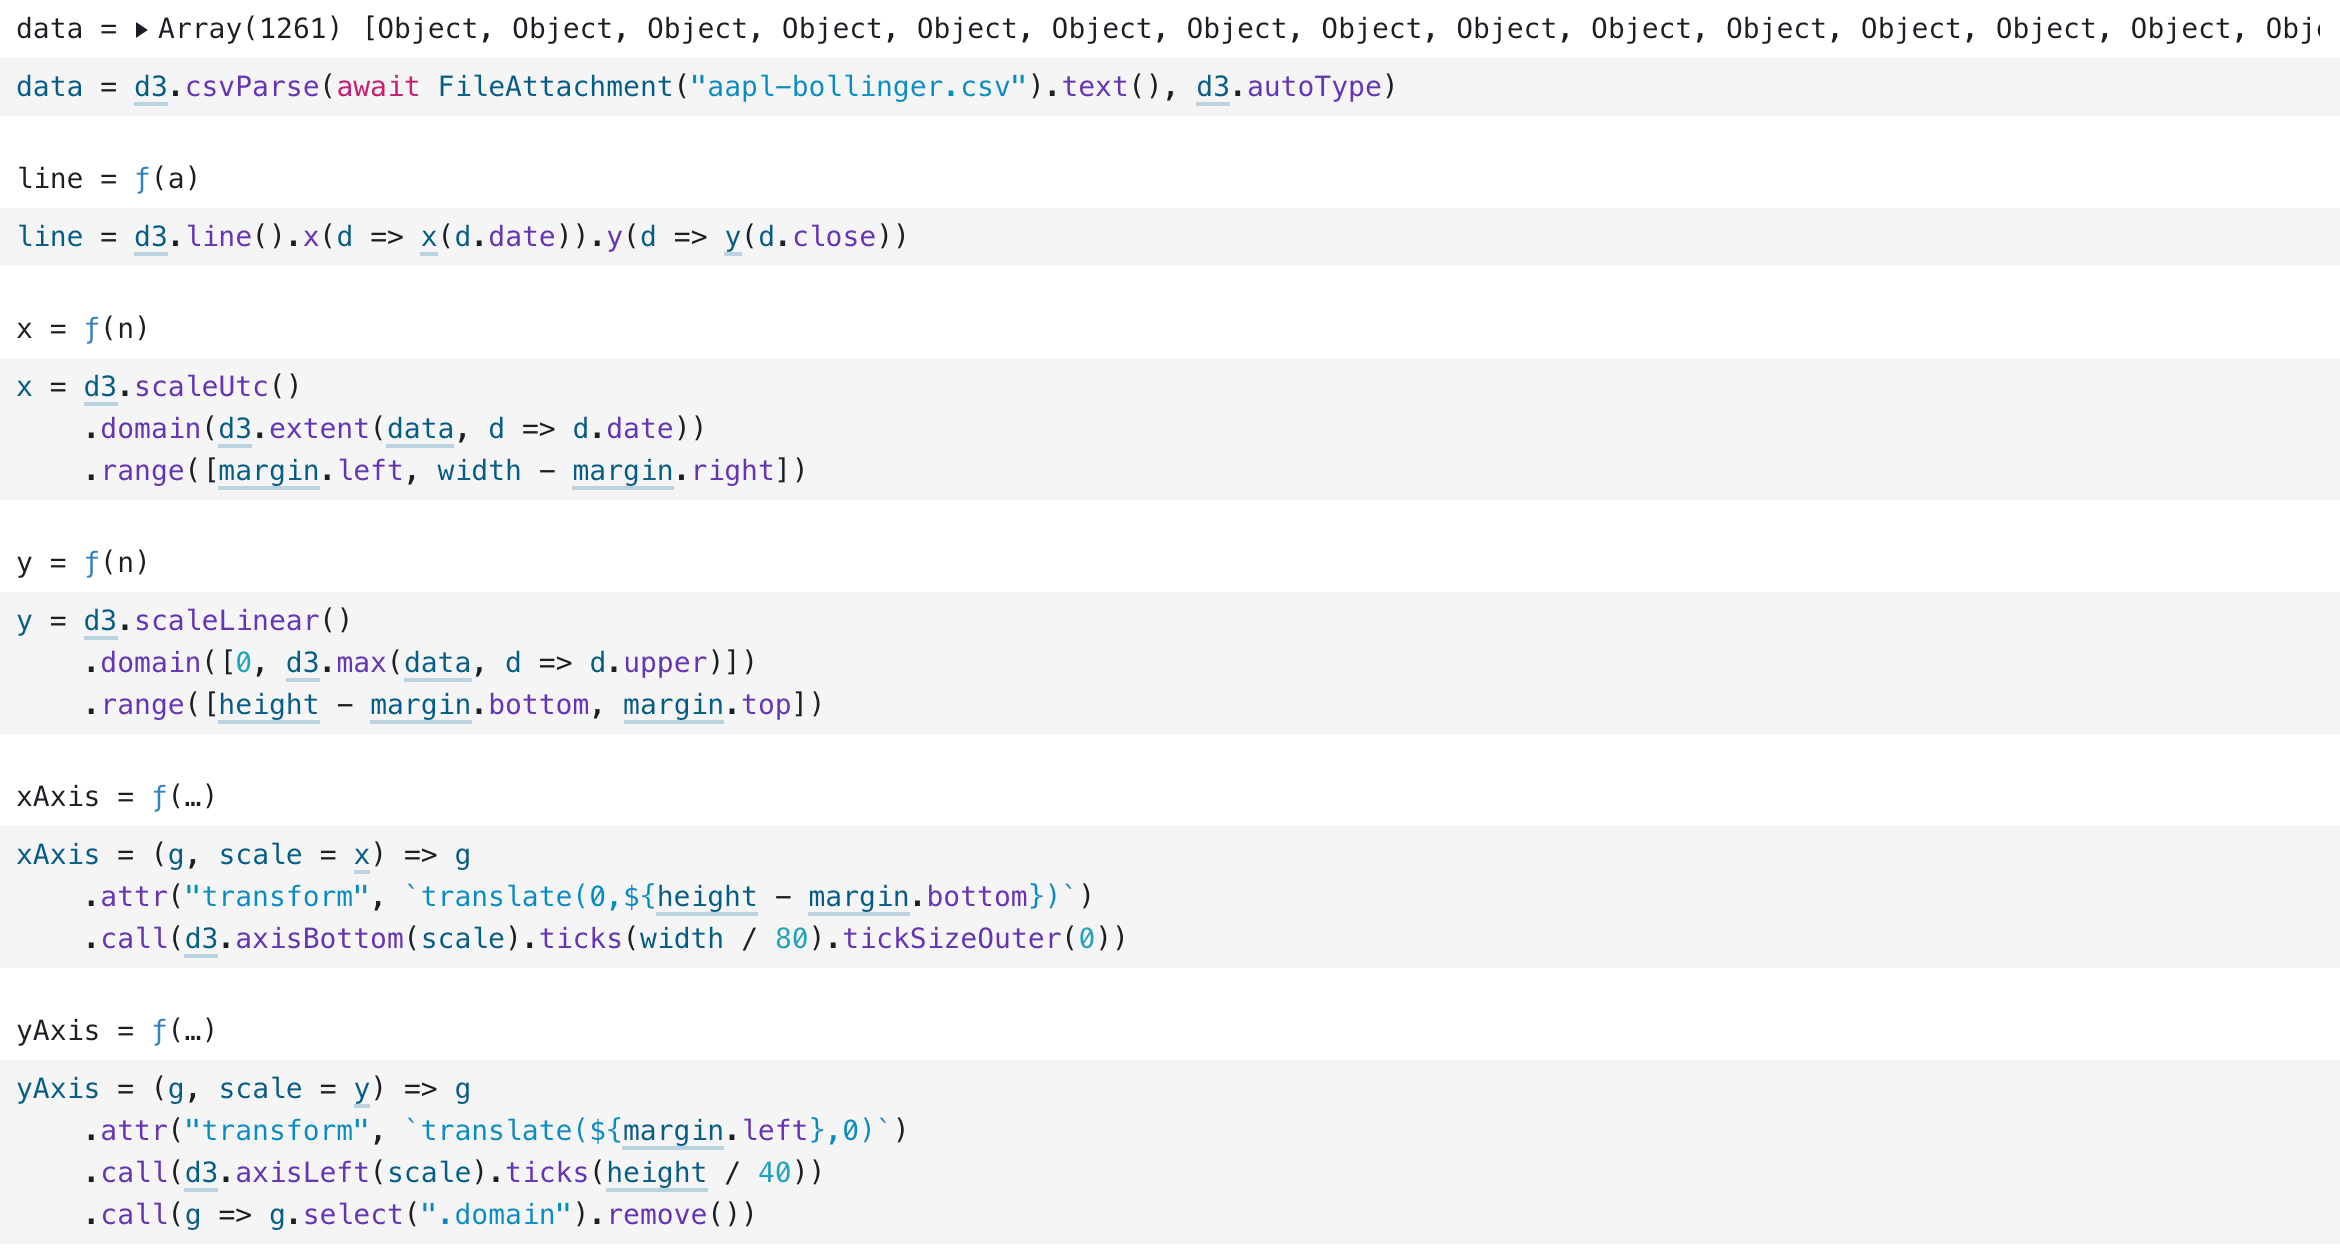 data = ▸Array(1261) [Object, Object, Object, Object, Object, Object, Object, Object, Object, Object, Object, Object, Object, Object, Obj
data = d3.csvParse(await FileAttachment("aapl-bollinger.csv").text(), d3.autoType)
line = ƒ(a)
line = d3.line().x(d => x(d.date)).y(d => y(d.close))
x = ƒ(n)
x = d3.scaleUtc()
    .domain(d3.extent(data, d => d.date))
    .range([margin.left, width - margin.right])
y = ƒ(n)
y = d3.scaleLinear()
    .domain([0, d3.max(data, d => d.upper)])
    .range([height - margin.bottom, margin.top])
xAxis = ƒ(…)
xAxis = (g, scale = x) => g
    .attr("transform", `translate(0,${height - margin.bottom})`)
    .call(d3.axisBottom(scale).ticks(width / 80).tickSizeOuter(0))
yAxis = ƒ(…)
yAxis = (g, scale = y) => g
    .attr("transform", `translate(${margin.left},0)`)
    .call(d3.axisLeft(scale).ticks(height / 40))
    .call(g => g.select(".domain").remove())